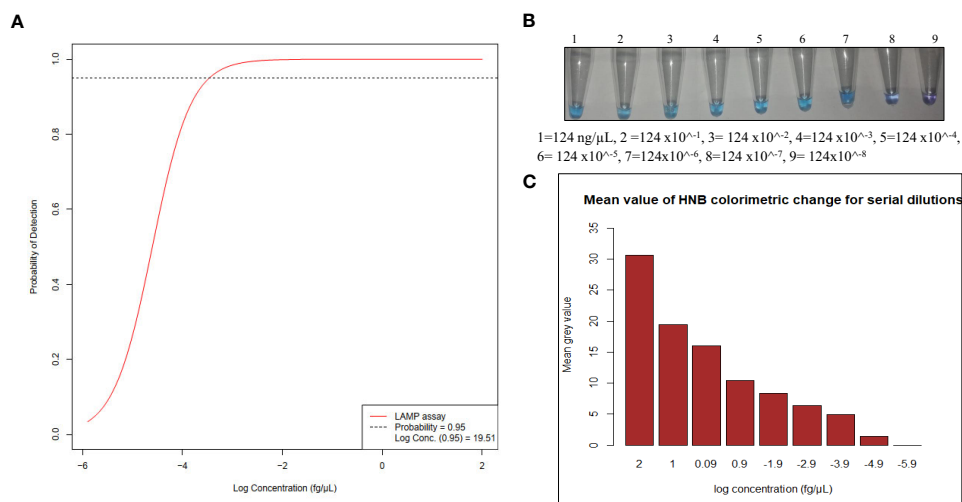 A
1.0
0.8
0.6
0.4
0.2
0.0
Probability of Detection
−6 −4 −2 0 2
Log Concentration (fg/µL)
LAMP assay
Probability = 0.95
Log Conc. (0.95) = 19.51
B
1 2 3 4 5 6 7 8 9
1=124 ng/µL, 2 =124 x10^-1, 3= 124 x10^-2, 4=124 x10^-3, 5=124 x10^-4,
6= 124 x10^-5, 7=124x10^-6, 8=124 x10^-7, 9= 124x10^-8
C
Mean value of HNB colorimetric change for serial dilutions
35
30
25
20
15
10
5
0
Mean grey value
2 1 0.09 0.9 -1.9 -2.9 -3.9 -4.9 -5.9
log concentration (fg/µL)